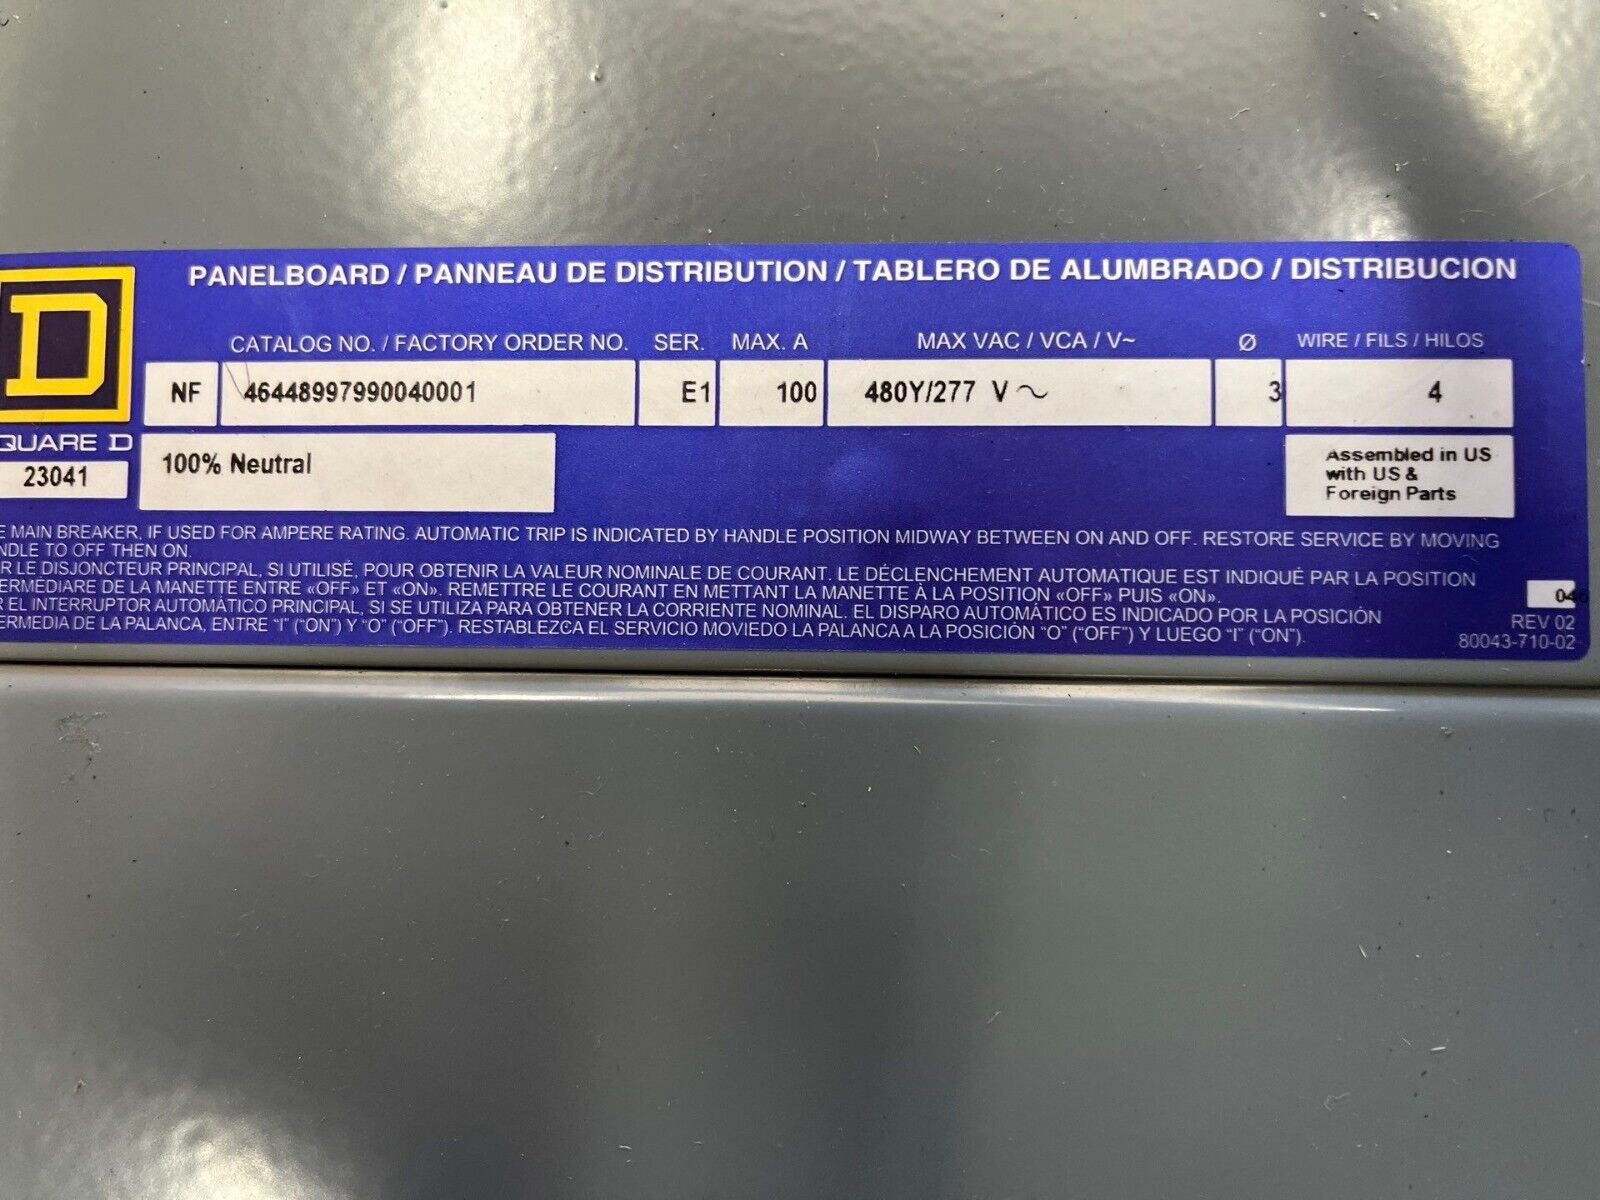 PANELBOARD / PANNEAU DE DISTRIBUTION / TABLERO DE ALUMBRADO / DISTRIBUCION
CATALOG NO. / FACTORY ORDER NO. SER. MAX. A MAX VAC / VCA / V~ Ø WIRE / FILS / HILOS
D
NF 46448997990040001 E1 100 480Y/277 V~ 3 4
QUARE D
23041
100% Neutral
Assembled in US
with US &
Foreign Parts
MAIN BREAKER, IF USED FOR AMPERE RATING. AUTOMATIC TRIP IS INDICATED BY HANDLE POSITION MIDWAY BETWEEN ON AND OFF. RESTORE SERVICE BY MOVING
NDLE TO OFF THEN ON.
R LE DISJONCTEUR PRINCIPAL, SI UTILISÉ, POUR OBTENIR LA VALEUR NOMINALE DE COURANT. LE DÉCLENCHEMENT AUTOMATIQUE EST INDIQUÉ PAR LA POSITION
ERMEDIARE DE LA MANETTE ENTRE «OFF» ET «ON». REMETTRE LE COURANT EN METTANT LA MANETTE À LA POSITION «OFF» PUIS «ON».
EL INTERRUPTOR AUTOMÁTICO PRINCIPAL, SI SE UTILIZA PARA OBTENER LA CORRIENTE NOMINAL. EL DISPARO AUTOMÁTICO ES INDICADO POR LA POSICIÓN
ERMEDIA DE LA PALANCA, ENTRE "I" ("ON") Y "O" ("OFF"). RESTABLEZCA EL SERVICIO MOVIEDO LA PALANCA A LA POSICIÓN "O" ("OFF") Y LUEGO "I" ("ON").
REV 02
80043-710-02